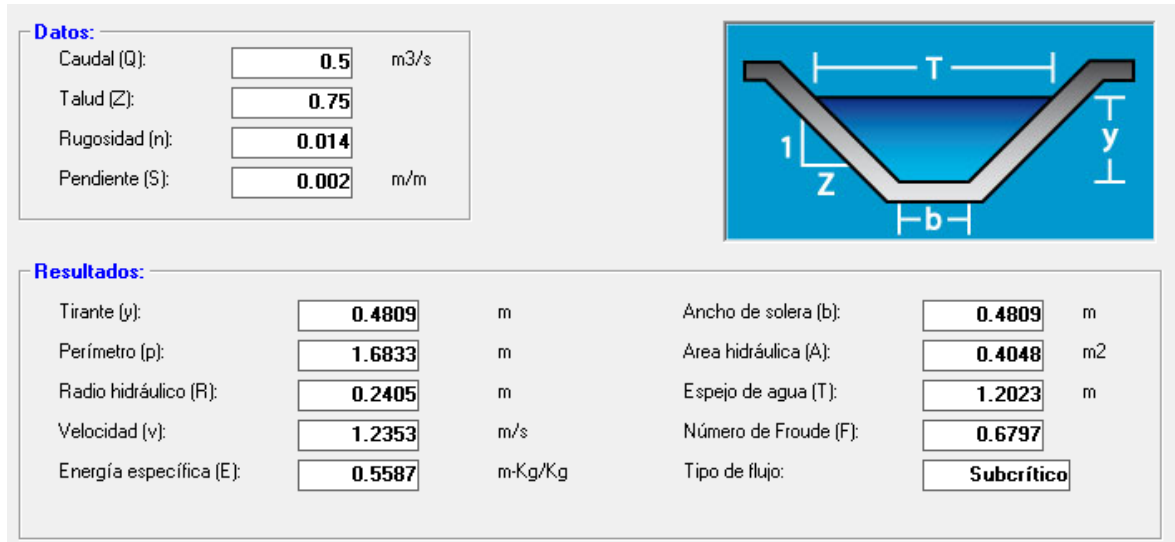 Datos:
Caudal (Q): 0.5 m3/s
Talud (Z): 0.75
Rugosidad (n): 0.014
Pendiente (S): 0.002 m/m
T
y
1
Z
b
Resultados:
Tirante (y): 0.4809 m Ancho de solera (b): 0.4809 m
Perímetro (p): 1.6833 m Area hidráulica (A): 0.4048 m2
Radio hidráulico (R): 0.2405 m Espejo de agua (T): 1.2023 m
Velocidad (v): 1.2353 m/s Número de Froude (F): 0.6797
Energía específica (E): 0.5587 m-Kg/Kg Tipo de flujo: Subcrítico